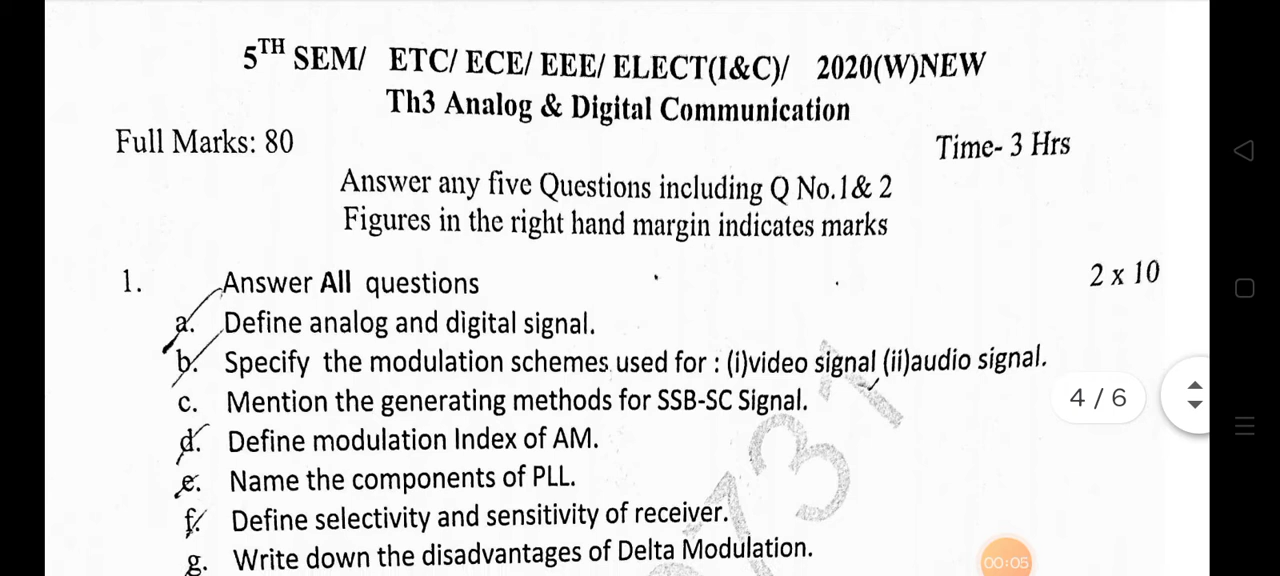 5TH SEM/ ETC/ ECE/ EEE/ ELECT(I&C)/ 2020(W)NEW
Th3 Analog & Digital Communication
Full Marks: 80 Time- 3 Hrs
Answer any five Questions including Q No.1& 2
Figures in the right hand margin indicates marks
1. Answer All questions 2 x 10
a. Define analog and digital signal.
b. Specify the modulation schemes used for : (i)video signal (ii)audio signal.
c. Mention the generating methods for SSB-SC Signal.
4 / 6
d. Define modulation Index of AM.
e. Name the components of PLL.
f. Define selectivity and sensitivity of receiver.
g. Write down the disadvantages of Delta Modulation.
00:05